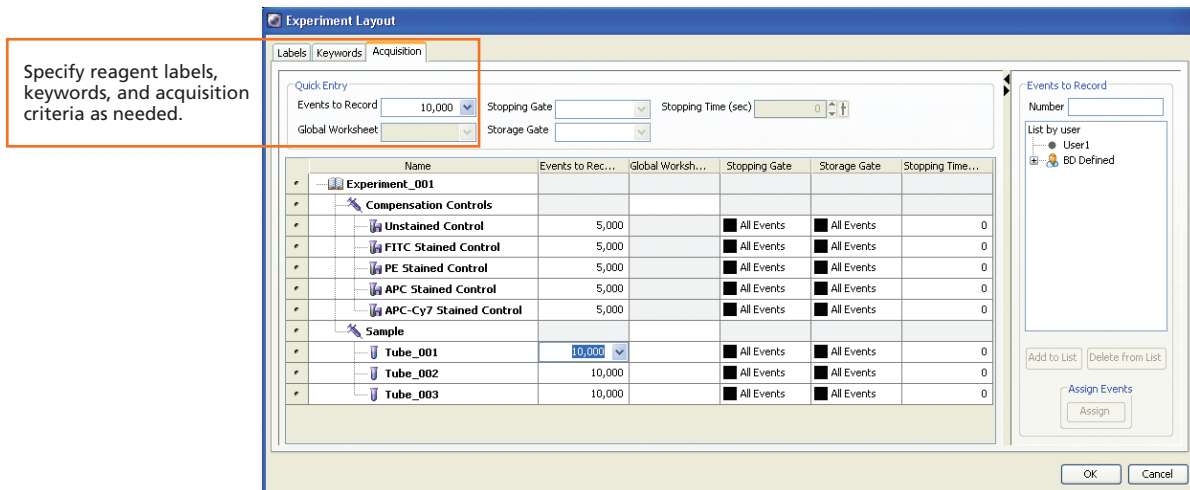 Experiment Layout
Specify reagent labels,
keywords, and acquisition
criteria as needed.
Labels Keywords Acquisition
Quick Entry
Events to Record 10,000 Stopping Gate Stopping Time (sec) 0
Global Worksheet Storage Gate
Name Events to Rec... Global Worksh... Stopping Gate Storage Gate Stopping Time...
Experiment_001
Compensation Controls
Unstained Control 5,000 All Events All Events 0
FITC Stained Control 5,000 All Events All Events 0
PE Stained Control 5,000 All Events All Events 0
APC Stained Control 5,000 All Events All Events 0
APC-Cy7 Stained Control 5,000 All Events All Events 0
Sample
Tube_001 10,000 All Events All Events 0
Tube_002 10,000 All Events All Events 0
Tube_003 10,000 All Events All Events 0
Events to Record
Number
List by user
User1
BD Defined
Add to List Delete from List
Assign Events
Assign
OK Cancel